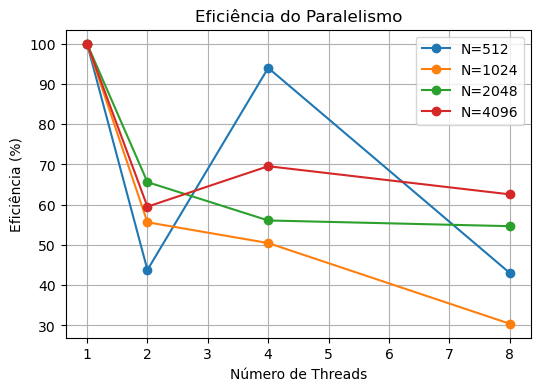 Eficiência do Paralelismo
N=512
N=1024
N=2048
N=4096
Eficiência (%)
100
90
80
70
60
50
40
30
1 2 3 4 5 6 7 8
Número de Threads